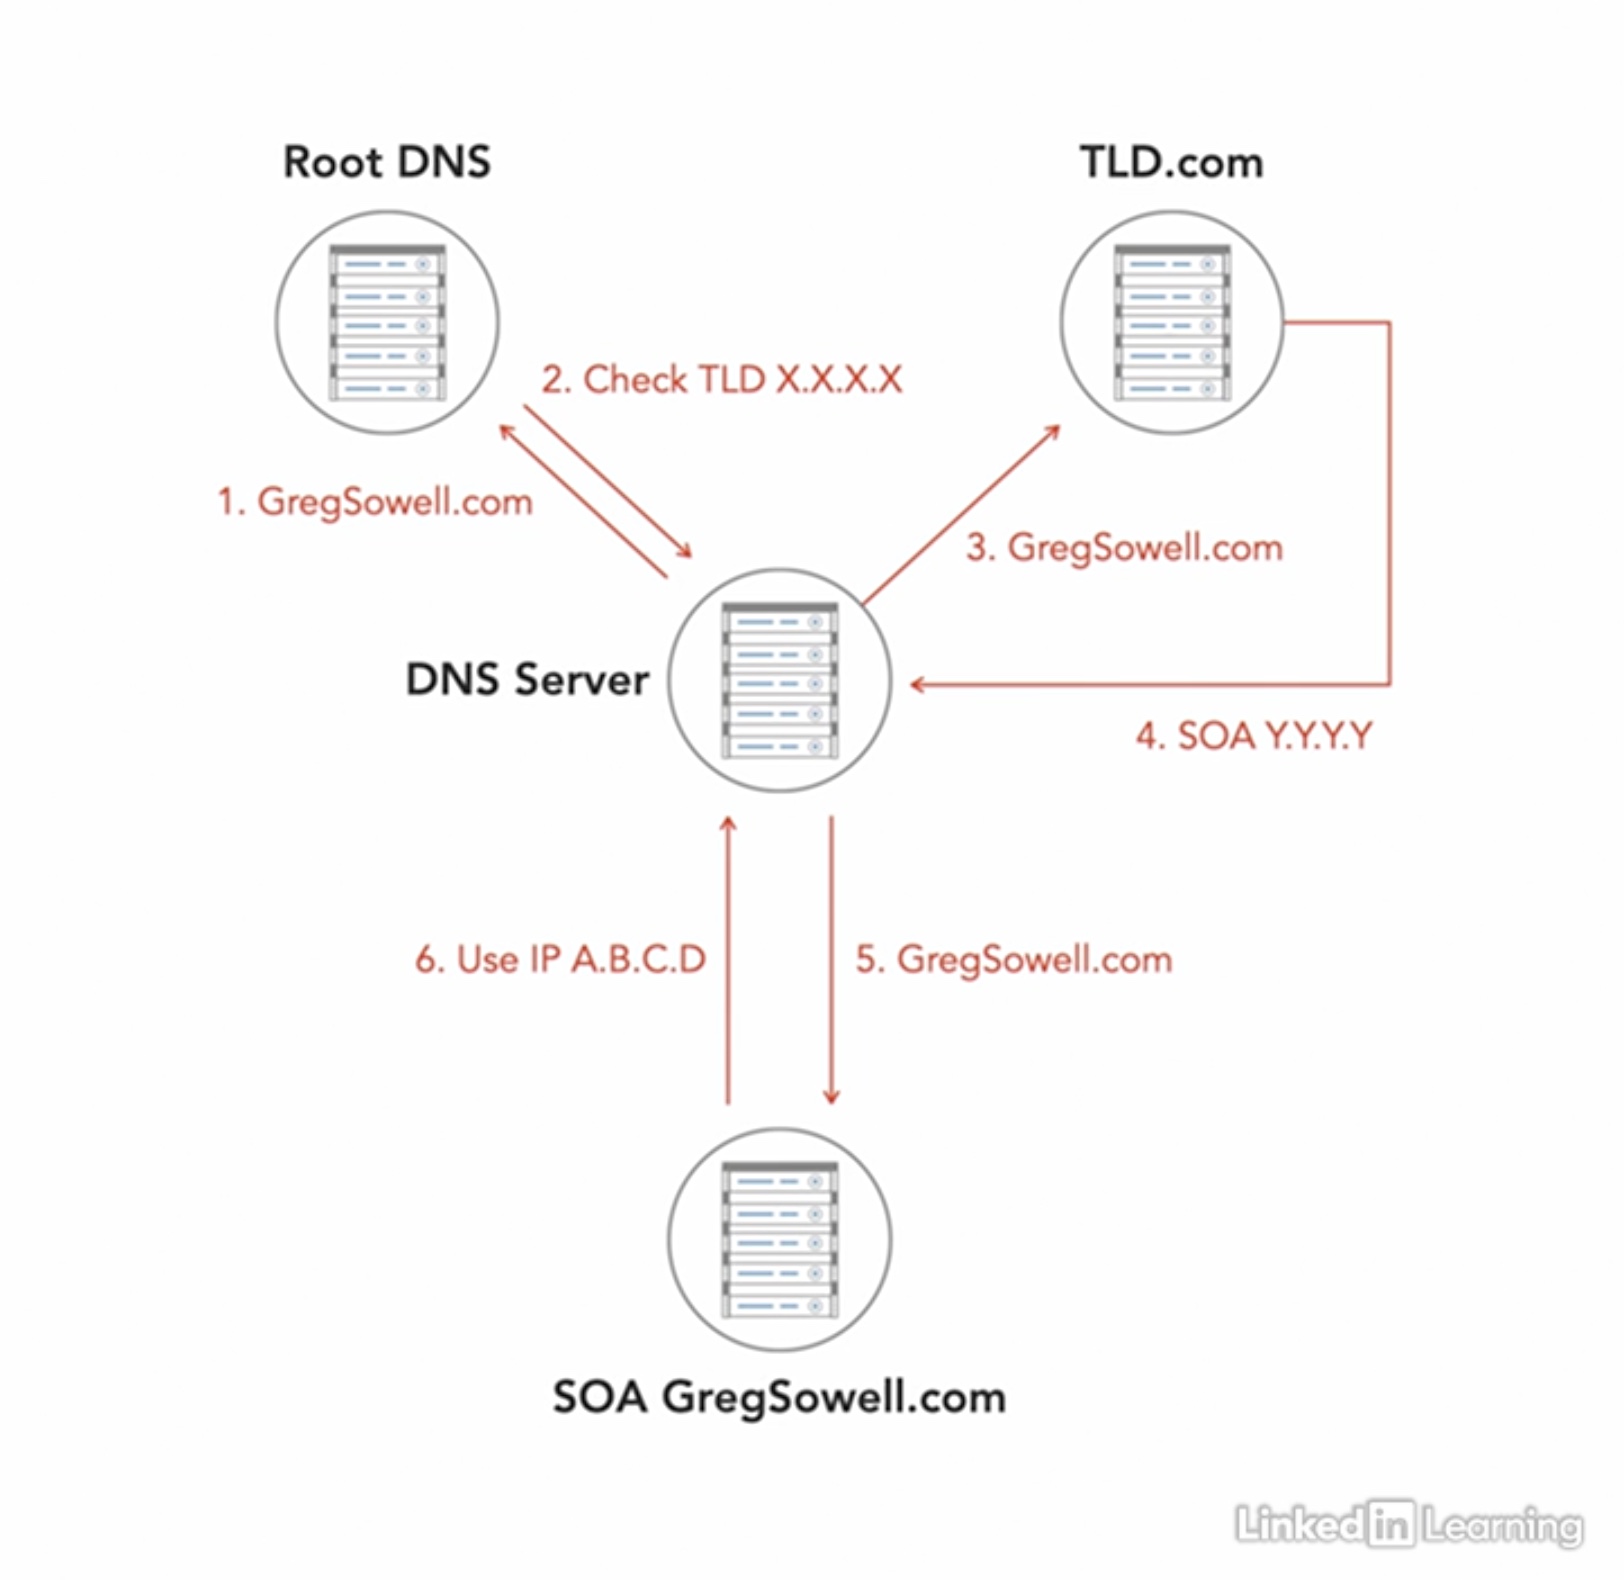 Root DNS
TLD.com
2. Check TLD X.X.X.X
1. GregSowell.com
3. GregSowell.com
DNS Server
4. SOA Y.Y.Y.Y
6. Use IP A.B.C.D
5. GregSowell.com
SOA GregSowell.com
Linked in Learning